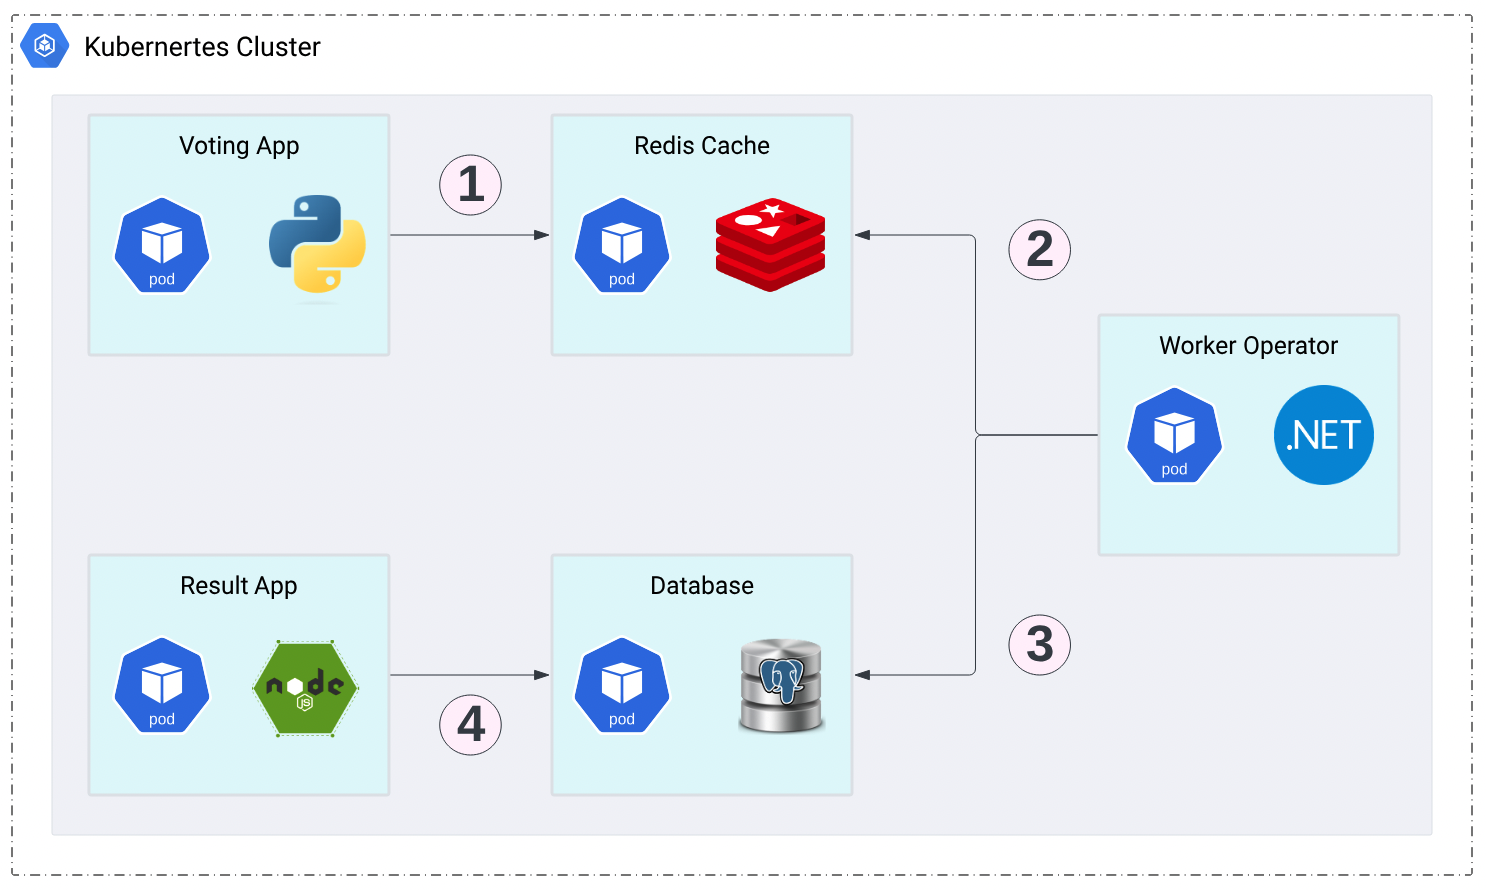 Kubernertes Cluster
Voting App
pod
1
Redis Cache
pod
2
Worker Operator
pod
.NET
Result App
pod
node
JS
4
Database
pod
3